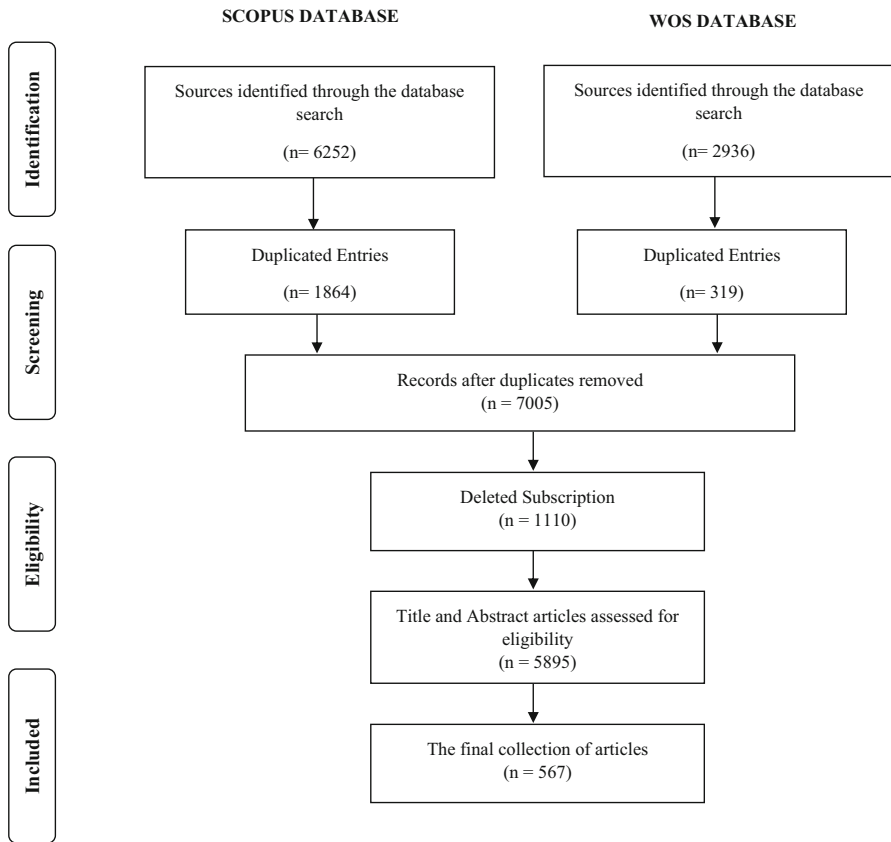 SCOPUS DATABASE
WOS DATABASE
Identification
Sources identified through the database
search
(n= 6252)
Sources identified through the database
search
(n= 2936)
Screening
Duplicated Entries
(n= 1864)
Duplicated Entries
(n= 319)
Records after duplicates removed
(n = 7005)
Eligibility
Deleted Subscription
(n = 1110)
Title and Abstract articles assessed for
eligibility
(n = 5895)
Included
The final collection of articles
(n = 567)